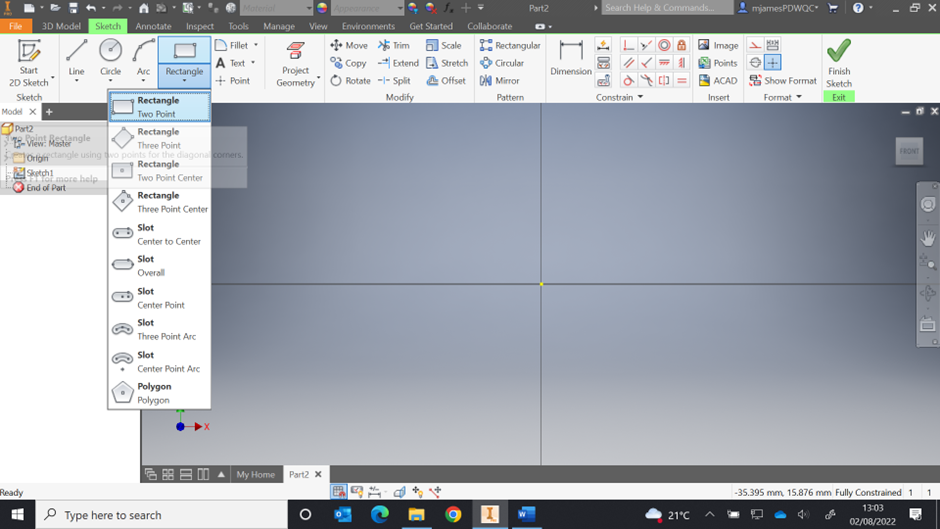 Material
Appearance
Part2
Search Help & Commands...
mjamesPDWQC
File
3D Model
Sketch
Annotate
Inspect
Tools
Manage
View
Environments
Get Started
Collaborate
Start
2D Sketch
Line
Circle
Arc
Rectangle
Fillet
Text
Point
Project
Geometry
Move
Copy
Rotate
Trim
Extend
Split
Scale
Stretch
Offset
Rectangular
Circular
Mirror
Dimension
Image
Points
ACAD
Show Format
Finish
Sketch
Sketch
Modify
Pattern
Constrain
Insert
Format
Exit
Model
Part2
View: Master
Origin
Sketch1
End of Part
Two Point Rectangle
a rectangle using two points for the diagonal corners.
for more help
Rectangle
Two Point
Rectangle
Three Point
Rectangle
Two Point Center
Rectangle
Three Point Center
Slot
Center to Center
Slot
Overall
Slot
Center Point
Slot
Three Point Arc
Slot
Center Point Arc
Polygon
Polygon
FRONT
X
My Home
Part2
Ready
-35.395 mm, 15.876 mm
Fully Constrained
1
1
Type here to search
21°C
13:03
02/08/2022